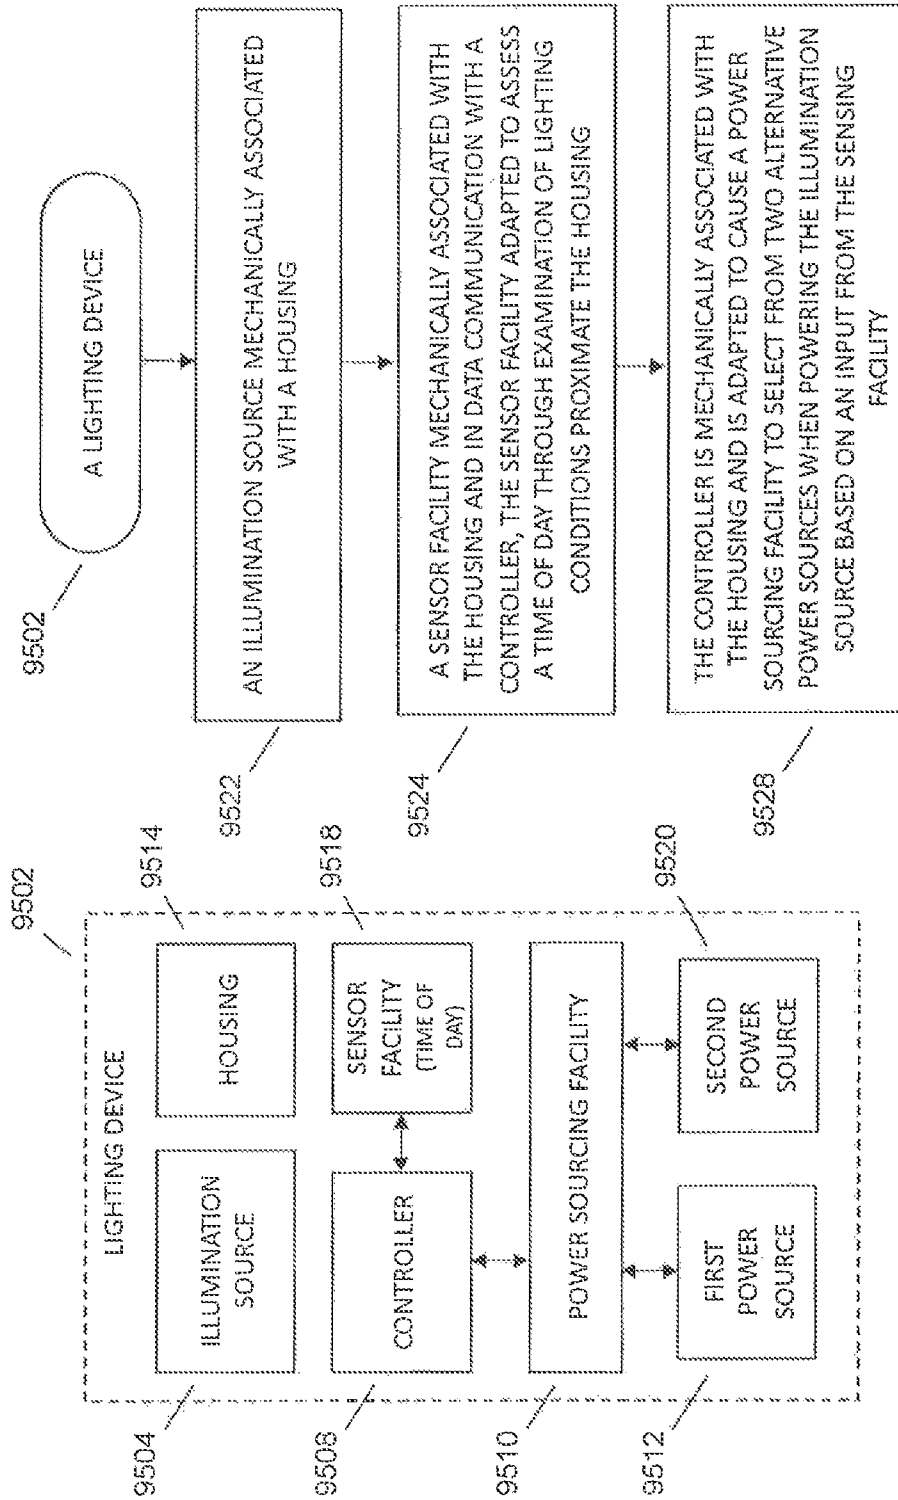 9502
LIGHTING DEVICE
9504
ILLUMINATION
SOURCE
HOUSING
9514
9508
CONTROLLER
SENSOR
FACILITY
(TIME OF
DAY)
9518
9510
POWER SOURCING FACILITY
9512
FIRST
POWER
SOURCE
SECOND
POWER
SOURCE
9520
9502
A LIGHTING DEVICE
9522
AN ILLUMINATION SOURCE MECHANICALLY ASSOCIATED
WITH A HOUSING
9524
A SENSOR FACILITY MECHANICALLY ASSOCIATED WITH
THE HOUSING AND IN DATA COMMUNICATION WITH A
CONTROLLER, THE SENSOR FACILITY ADAPTED TO ASSESS
A TIME OF DAY THROUGH EXAMINATION OF LIGHTING
CONDITIONS PROXIMATE THE HOUSING
9528
THE CONTROLLER IS MECHANICALLY ASSOCIATED WITH
THE HOUSING AND IS ADAPTED TO CAUSE A POWER
SOURCING FACILITY TO SELECT FROM TWO ALTERNATIVE
POWER SOURCES WHEN POWERING THE ILLUMINATION
SOURCE BASED ON AN INPUT FROM THE SENSING
FACILITY